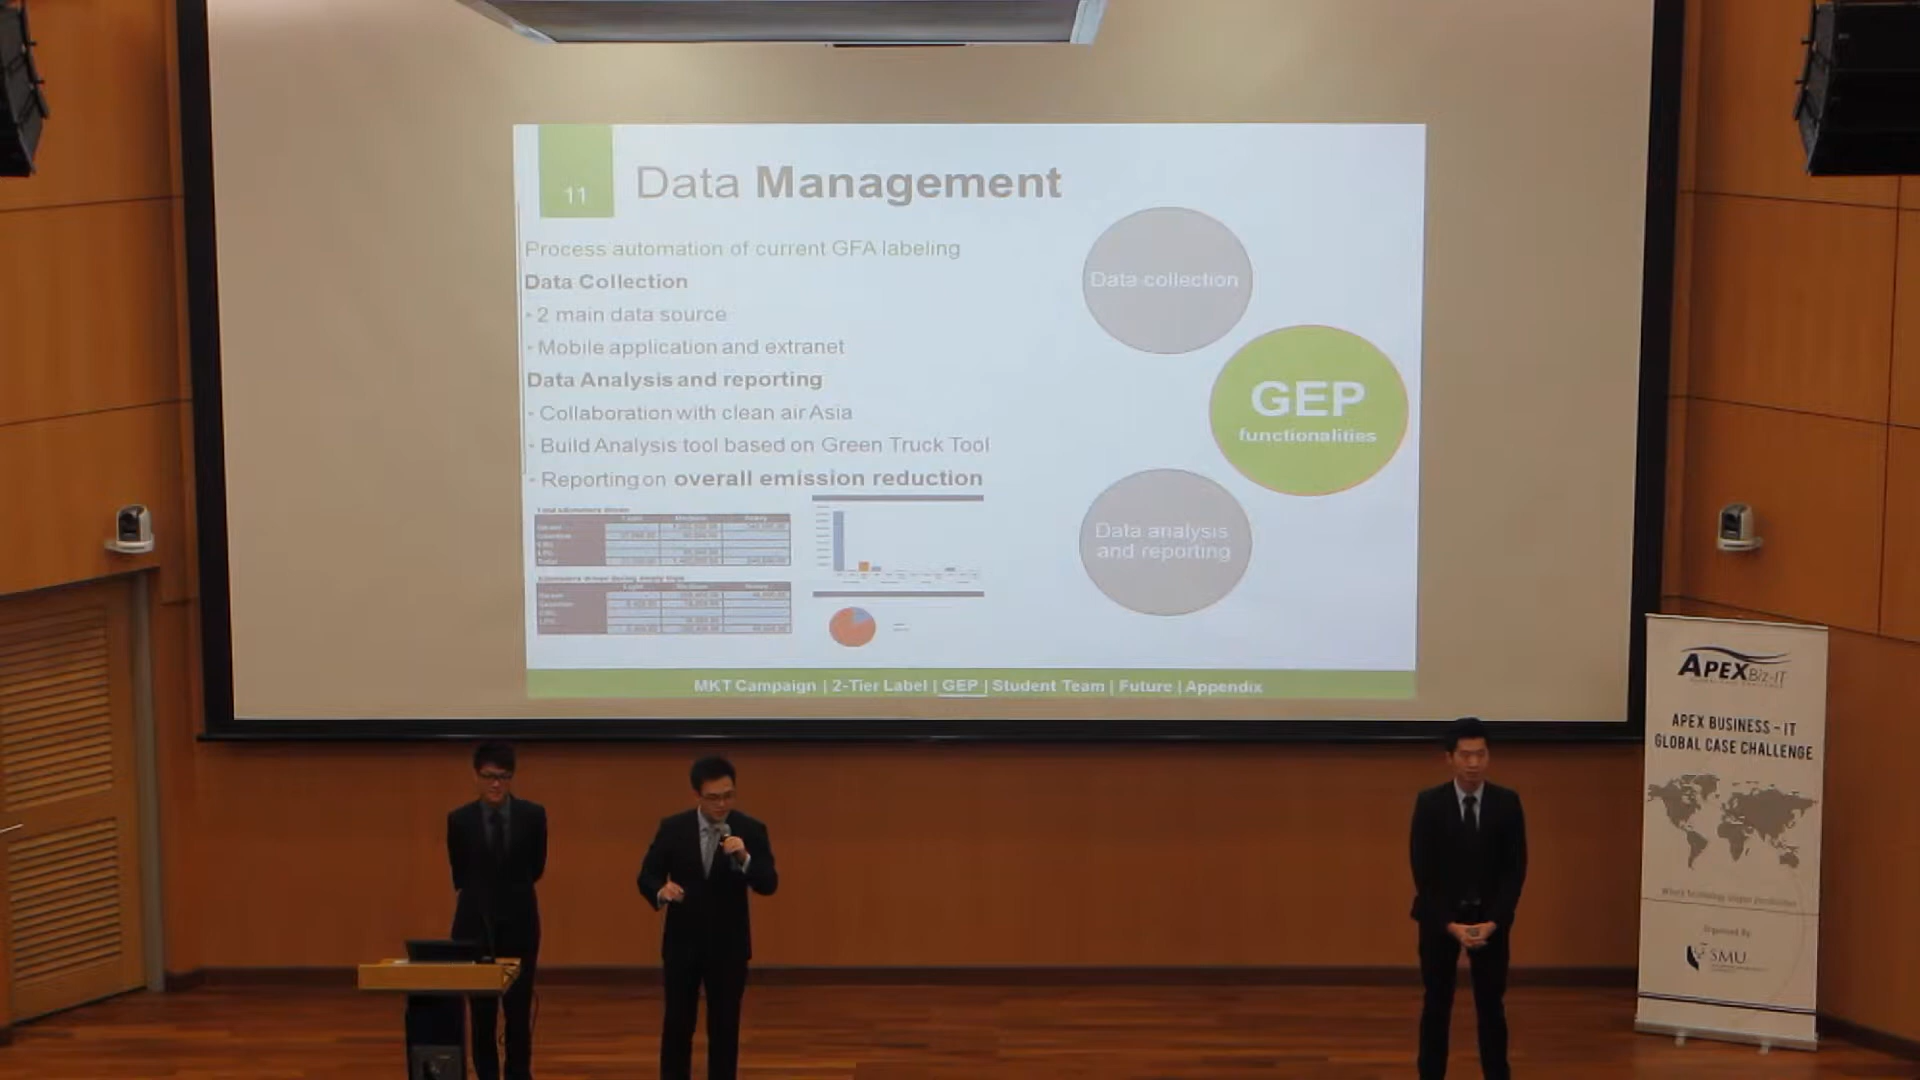 11
Data Management
Process automation of current GFA labeling
Data Collection
• 2 main data source
• Mobile application and extranet
Data Analysis and reporting
• Collaboration with clean air Asia
• Build Analysis tool based on Green Truck Tool
• Reporting on overall emission reduction
Data collection
GEP
functionalities
Data analysis
and reporting
MKT Campaign | 2-Tier Label | GEP | Student Team | Future | Appendix
APEX Biz-IT
APEX BUSINESS - IT
GLOBAL CASE CHALLENGE
Organised By
SMU